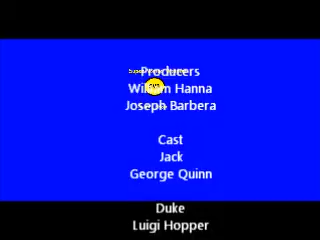 Producers
William Hanna
Joseph Barbera
Cast
Jack
George Quinn
Duke
Luigi Hopper